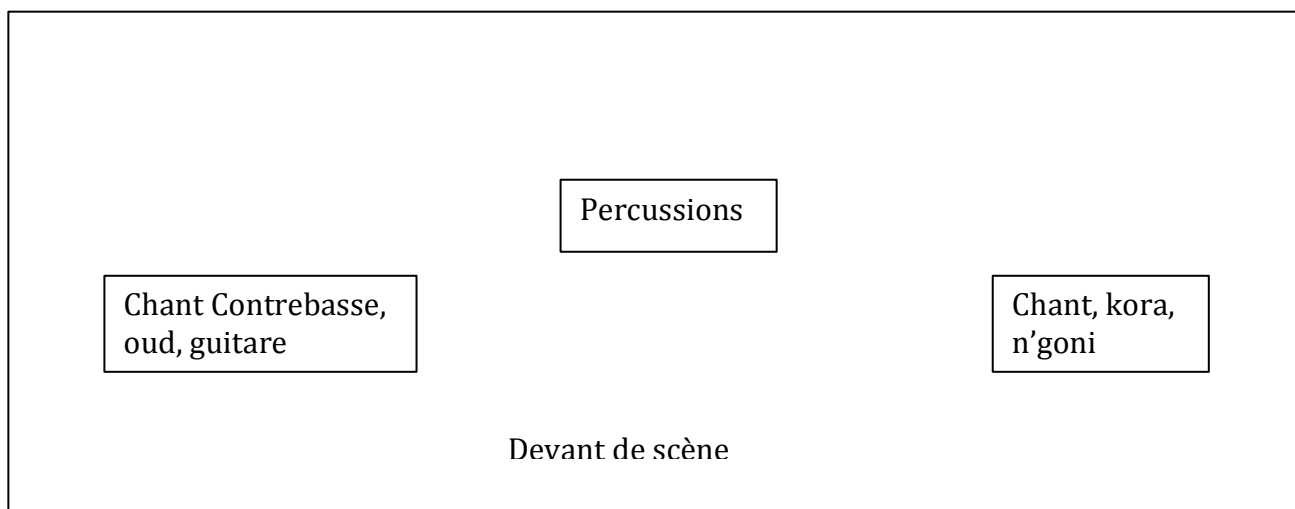 Percussions
Chant Contrebasse,
oud, guitare
Chant, kora,
n’goni
Devant de scène